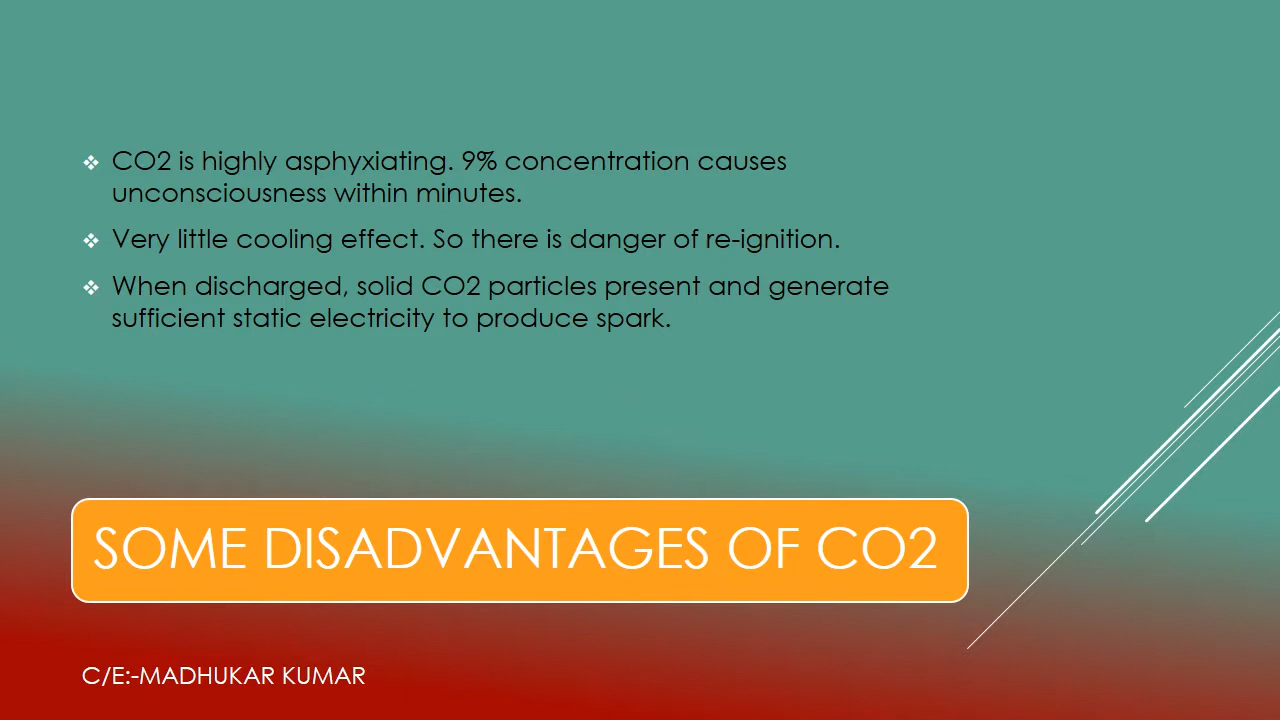 ❖ CO2 is highly asphyxiating. 9% concentration causes
unconsciousness within minutes.
❖ Very little cooling effect. So there is danger of re-ignition.
❖ When discharged, solid CO2 particles present and generate
sufficient static electricity to produce spark.
SOME DISADVANTAGES OF CO2
C/E:-MADHUKAR KUMAR